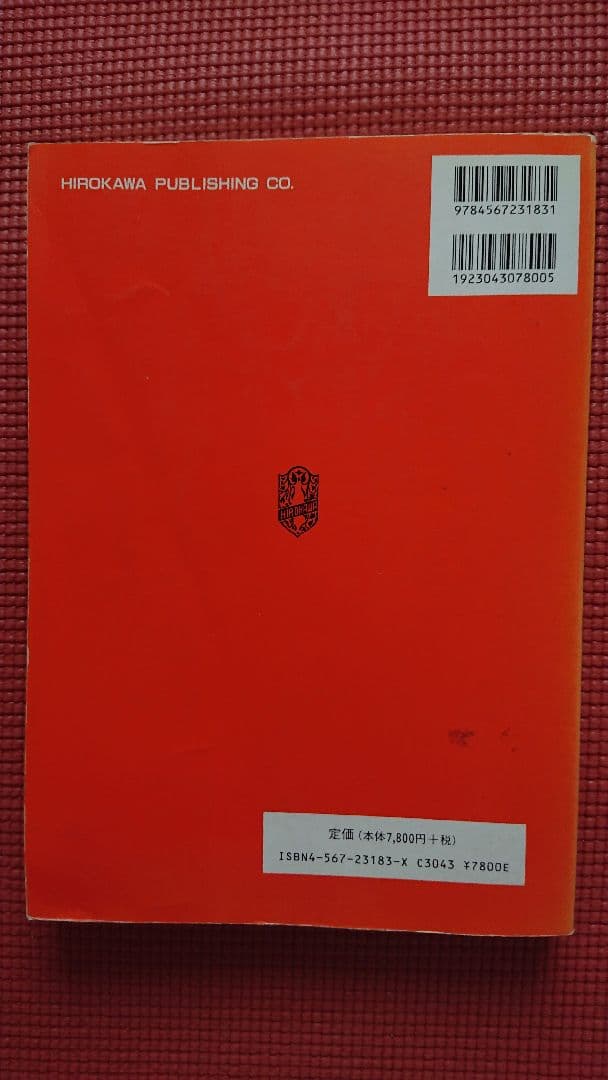 HIROKAWA PUBLISHING CO.
9784567231831
1923043078005
HIROKAWA
定価(本体7,800円+税)
ISBN4-567-23183-X C3043 ¥7800E